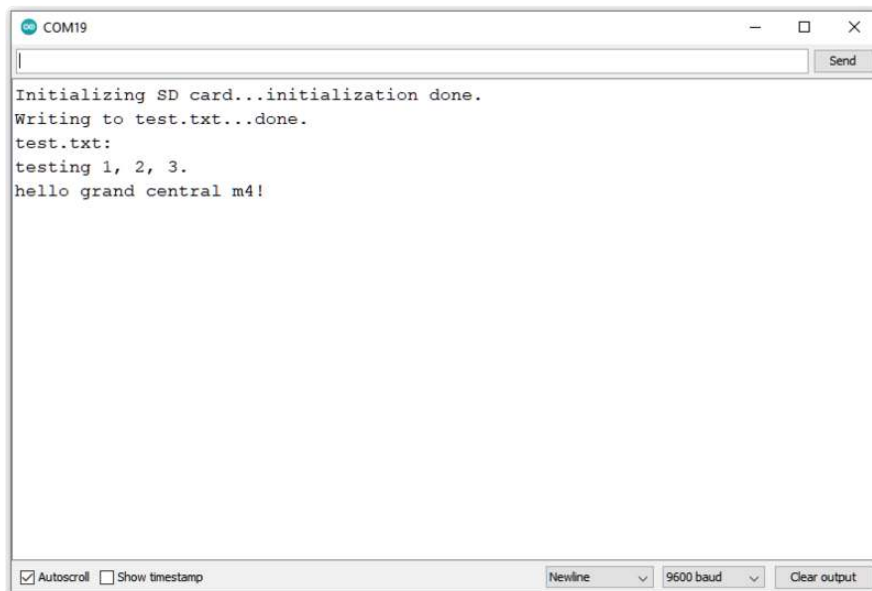 COM19
Send
Initializing SD card...initialization done.
Writing to test.txt...done.
test.txt:
testing 1, 2, 3.
hello grand central m4!
Autoscroll Show timestamp Newline 9600 baud Clear output